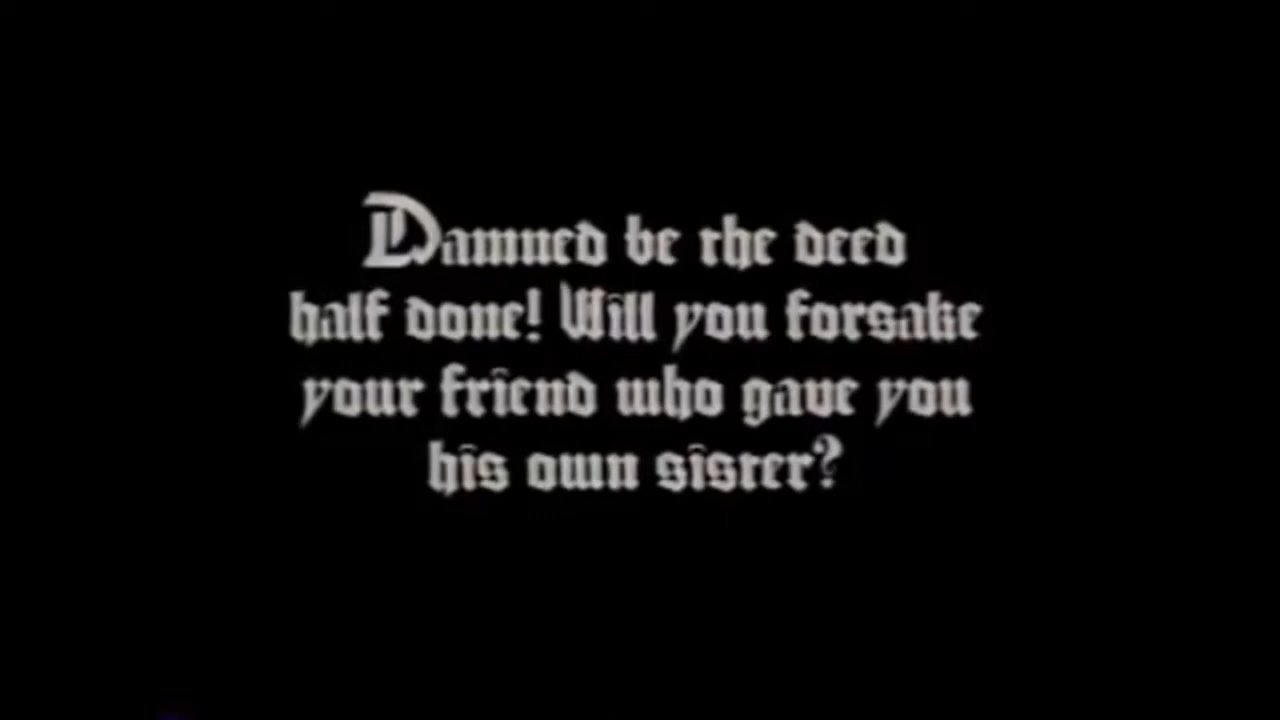 Damned be the deed
half done! Will you forsake
your friend who gave you
his own sister?